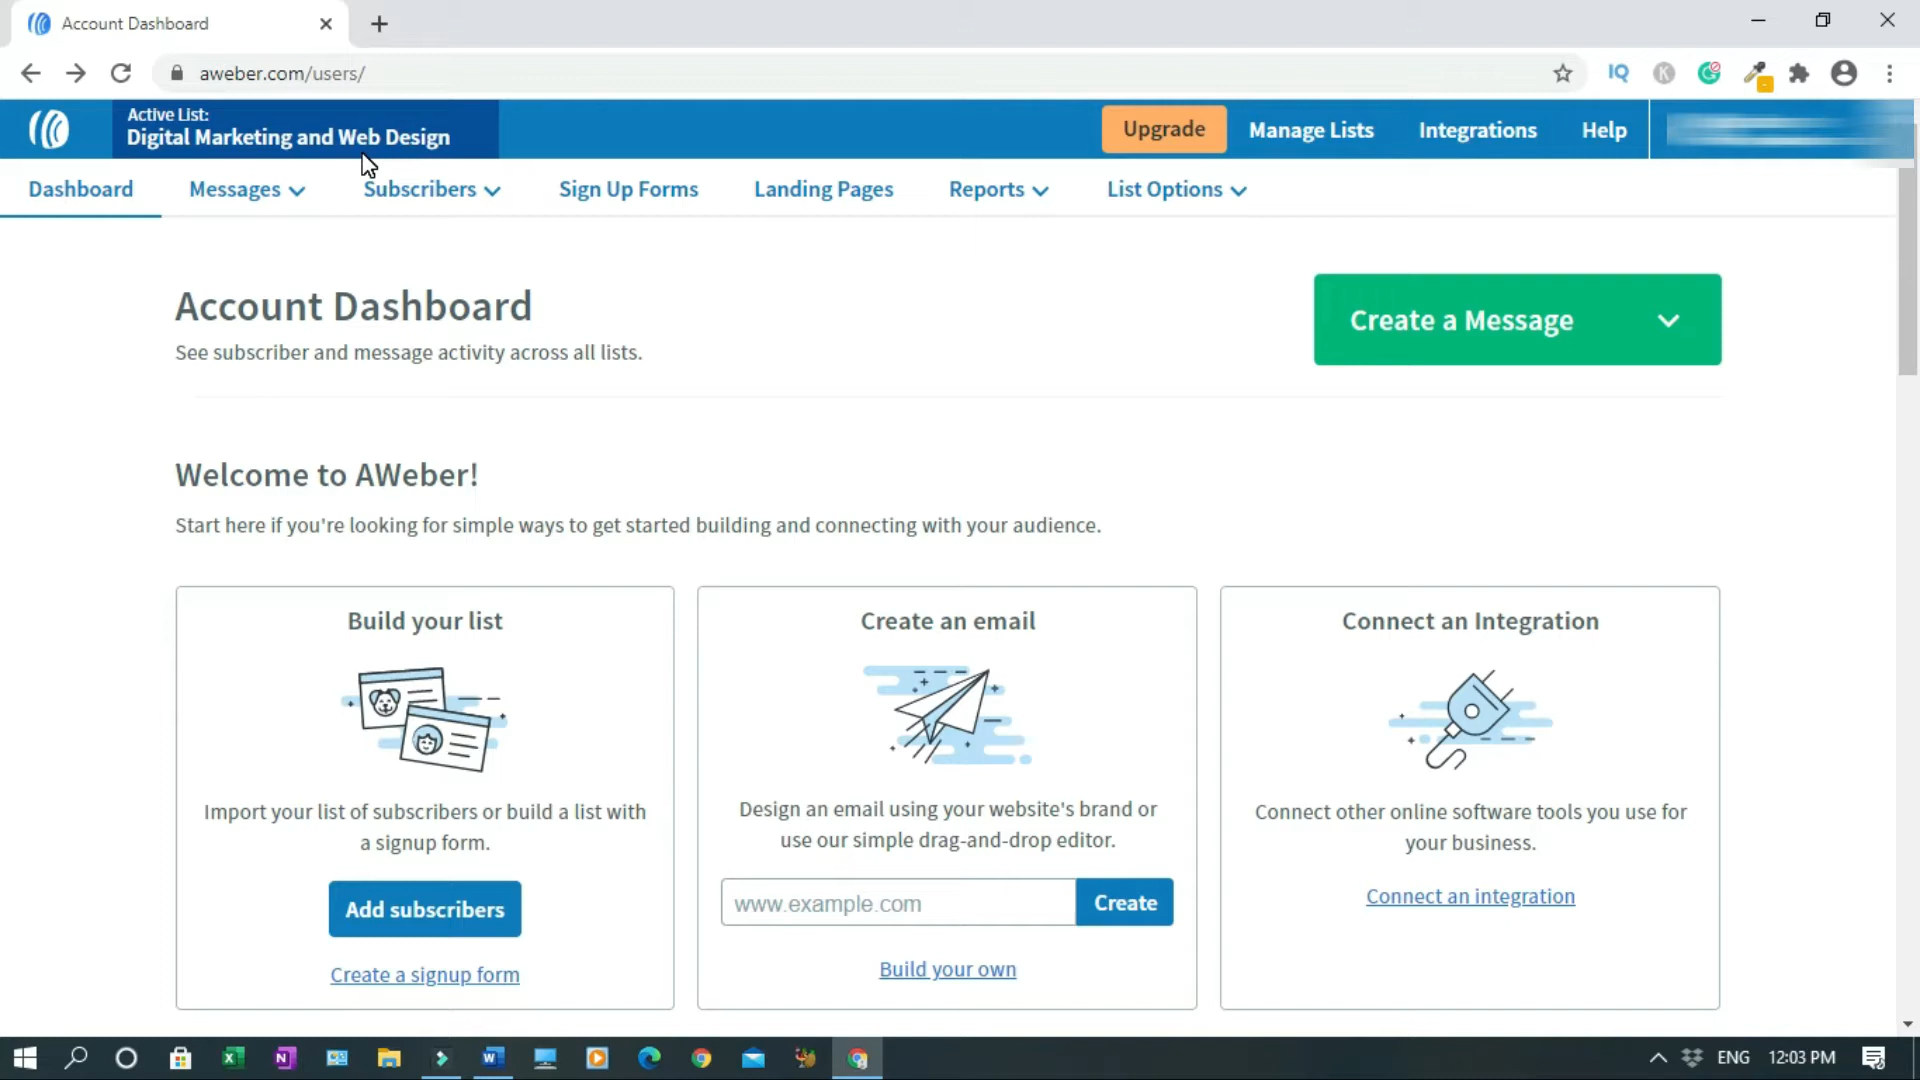 Account Dashboard
aweber.com/users/
IQ
K
Active List:
Digital Marketing and Web Design
Upgrade
Manage Lists
Integrations
Help
Dashboard
Messages
Subscribers
Sign Up Forms
Landing Pages
Reports
List Options
Account Dashboard
See subscriber and message activity across all lists.
Create a Message
Welcome to AWeber!
Start here if you're looking for simple ways to get started building and connecting with your audience.
Build your list
Import your list of subscribers or build a list with
a signup form.
Add subscribers
Create a signup form
Create an email
Design an email using your website's brand or
use our simple drag-and-drop editor.
www.example.com
Create
Build your own
Connect an Integration
Connect other online software tools you use for
your business.
Connect an integration
ENG
12:03 PM